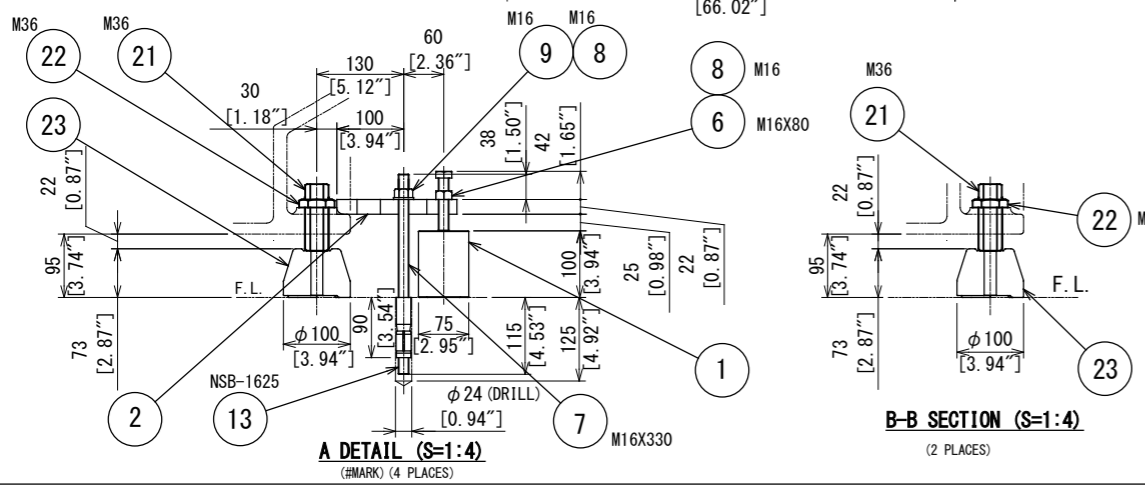 [66.02"]
M36
22
M36
21
130
[5.12"]
60
[2.36"]
M16
9
M16
8
8
M16
6
M16X80
30
[1.18"]
100
[3.94"]
38
[1.50"]
42
[1.65"]
23
22
[0.87"]
95
[3.74"]
73
[2.87"]
F.L.
φ100
[3.94"]
90
[3.54"]
75
[2.95"]
115
[4.53"]
125
[4.92"]
100
[3.94"]
25
[0.98"]
22
[0.87"]
2
NSB-1625
13
φ24(DRILL)
[0.94"]
7
M16X330
1
A DETAIL (S=1:4)
(#MARK)(4 PLACES)
M36
21
22
[0.87"]
22
M
95
[3.74"]
73
[2.87"]
F.L.
φ100
[3.94"]
23
B-B SECTION (S=1:4)
(2 PLACES)